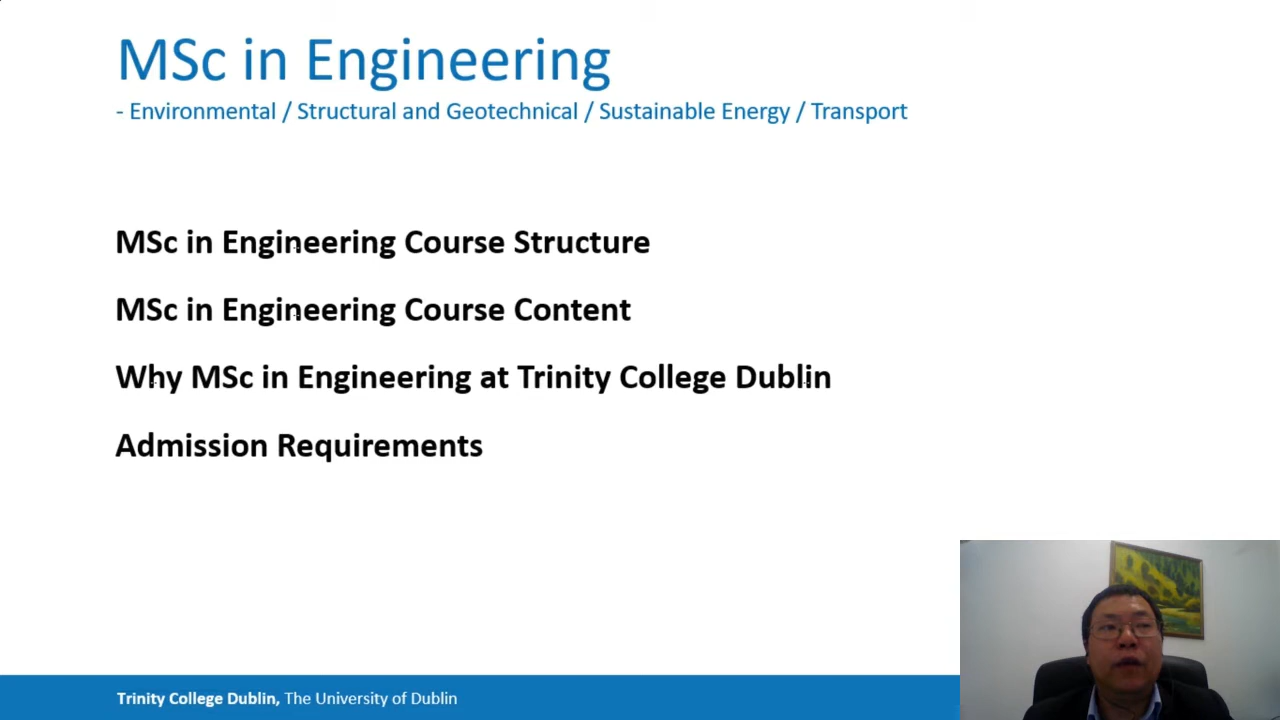 MSc in Engineering
- Environmental / Structural and Geotechnical / Sustainable Energy / Transport
MSc in Engineering Course Structure
MSc in Engineering Course Content
Why MSc in Engineering at Trinity College Dublin
Admission Requirements
Trinity College Dublin, The University of Dublin